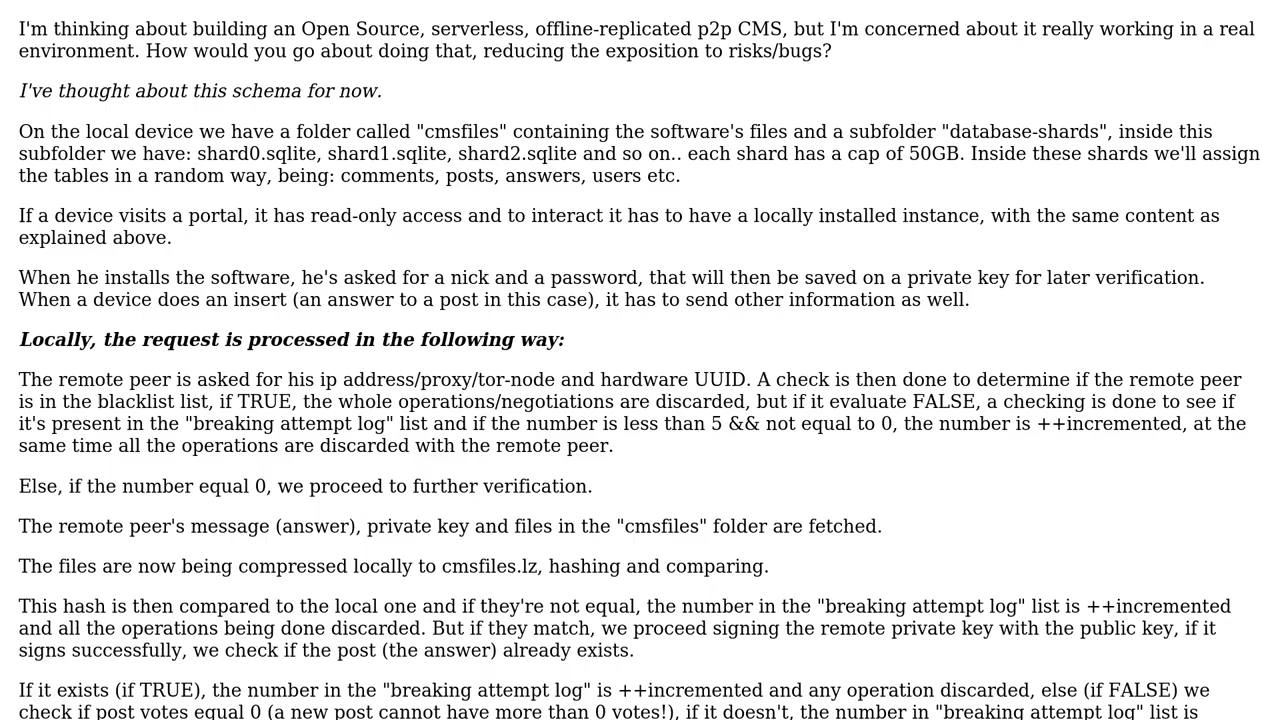 I'm thinking about building an Open Source, serverless, offline-replicated p2p CMS, but I'm concerned about it really working in a real
environment. How would you go about doing that, reducing the exposition to risks/bugs?
I've thought about this schema for now.
On the local device we have a folder called "cmsfiles" containing the software's files and a subfolder "database-shards", inside this
subfolder we have: shard0.sqlite, shard1.sqlite, shard2.sqlite and so on.. each shard has a cap of 50GB. Inside these shards we'll assign
the tables in a random way, being: comments, posts, answers, users etc.
If a device visits a portal, it has read-only access and to interact it has to have a locally installed instance, with the same content as
explained above.
When he installs the software, he's asked for a nick and a password, that will then be saved on a private key for later verification.
When a device does an insert (an answer to a post in this case), it has to send other information as well.
Locally, the request is processed in the following way:
The remote peer is asked for his ip address/proxy/tor-node and hardware UUID. A check is then done to determine if the remote peer
is in the blacklist list, if TRUE, the whole operations/negotiations are discarded, but if it evaluate FALSE, a checking is done to see if
it's present in the "breaking attempt log" list and if the number is less than 5 && not equal to 0, the number is ++incremented, at the
same time all the operations are discarded with the remote peer.
Else, if the number equal 0, we proceed to further verification.
The remote peer's message (answer), private key and files in the "cmsfiles" folder are fetched.
The files are now being compressed locally to cmsfiles.lz, hashing and comparing.
This hash is then compared to the local one and if they're not equal, the number in the "breaking attempt log" list is ++incremented
and all the operations being done discarded. But if they match, we proceed signing the remote private key with the public key, if it
signs successfully, we check if the post (the answer) already exists.
If it exists (if TRUE), the number in the "breaking attempt log" is ++incremented and any operation discarded, else (if FALSE) we
check if post votes equal 0 (a new post cannot have more than 0 votes!), if it doesn't, the number in "breaking attempt log" list is